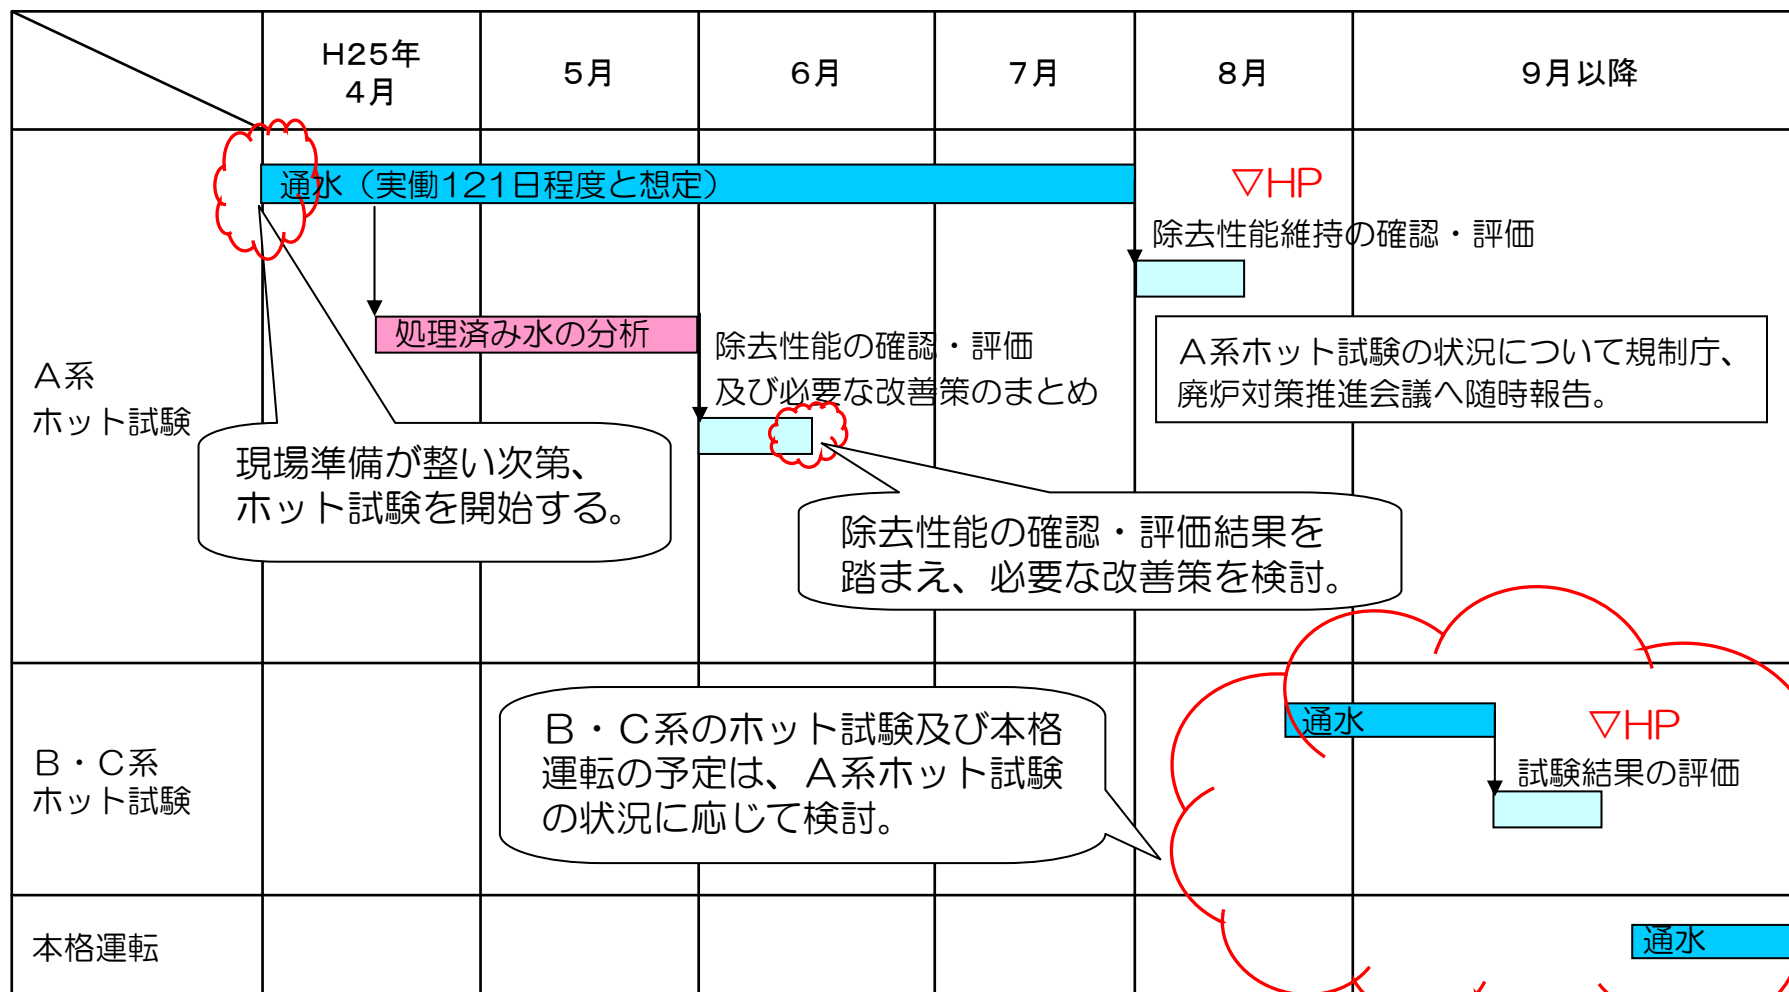 H25年
4月
5月
6月
7月
8月
9月以降
A系
ホット試験
通水（実働121日程度と想定）
▽HP
除去性能維持の確認・評価
処理済み水の分析
除去性能の確認・評価
及び必要な改善策のまとめ
A系ホット試験の状況について規制庁、
廃炉対策推進会議へ随時報告。
現場準備が整い次第、
ホット試験を開始する。
除去性能の確認・評価結果を
踏まえ、必要な改善策を検討。
B・C系
ホット試験
B・C系のホット試験及び本格
運転の予定は、A系ホット試験
の状況に応じて検討。
通水
▽HP
試験結果の評価
本格運転
通水